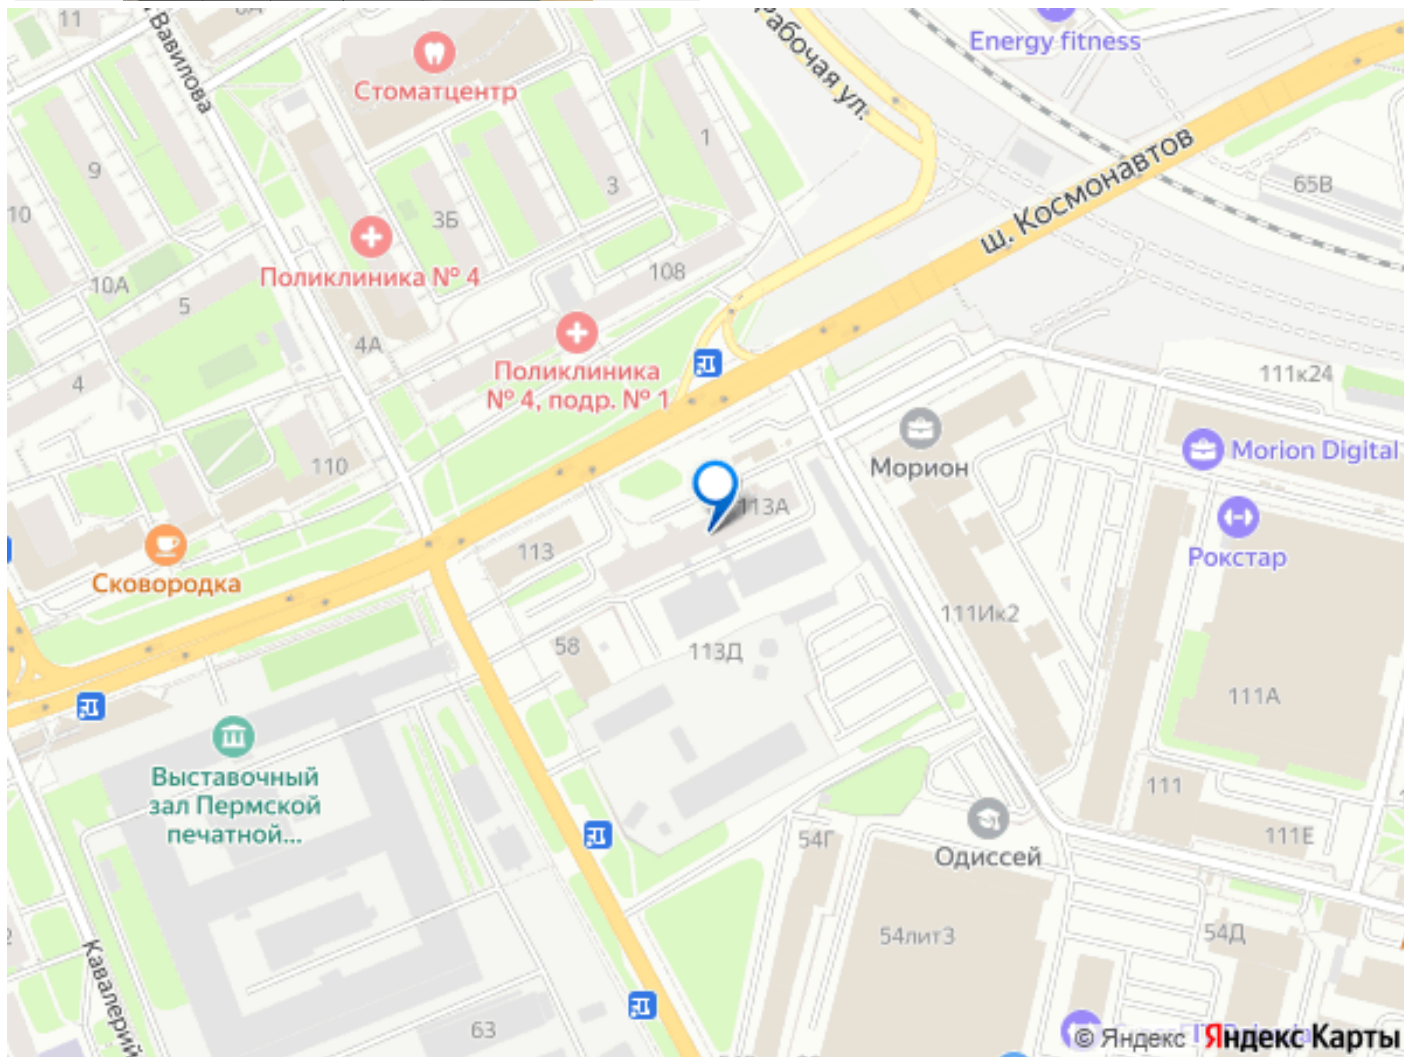 11
Вавилова
Стоматцентр
Рабочая ул.
Energy fitness
9
1
3
3Б
65В
10
ш. Космонавтов
Поликлиника № 4
108
10А
5
4А
Поликлиника
№ 4, подр. № 1
111к24
4
Морион
Morion Digital
110
113А
113
Рокстар
Сковородка
111Ик2
58
113Д
111А
Выставочный
зал Пермской
печатной...
111
111Е
54Г
Одиссей
54лит3
54Д
Кавалерий
63
© Яндекс Яндекс Карты